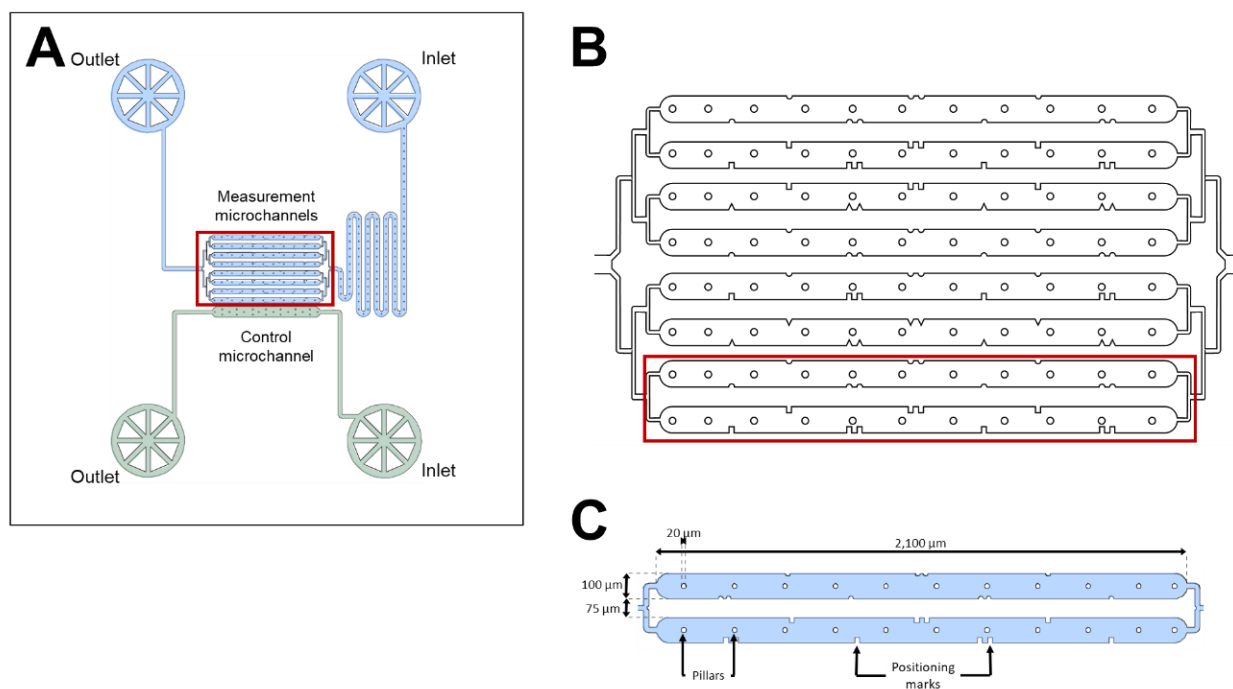 A
Outlet
Inlet
Measurement
microchannels
Control
microchannel
Outlet
Inlet
B
C
20 µm
2,100 µm
100 µm
75 µm
Pillars
Positioning
marks